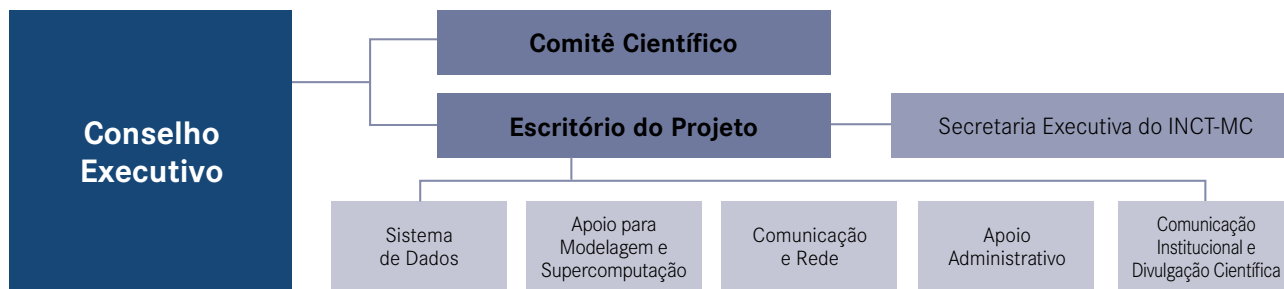 Conselho
Executivo
Comitê Científico
Escritório do Projeto
Secretaria Executiva do INCT-MC
Sistema
de Dados
Apoio para
Modelagem e
Supercomputação
Comunicação
e Rede
Apoio
Administrativo
Comunicação
Institucional e
Divulgação Científica